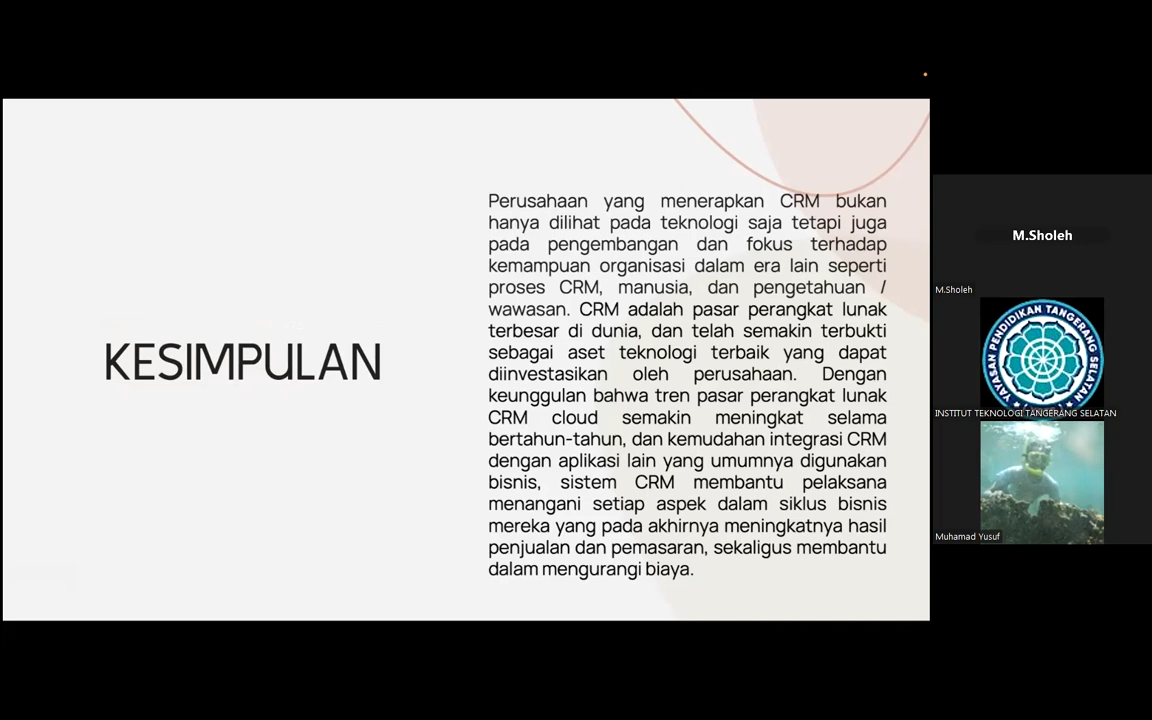 KESIMPULAN
Perusahaan yang menerapkan CRM bukan
hanya dilihat pada teknologi saja tetapi juga
pada pengembangan dan fokus terhadap
kemampuan organisasi dalam era lain seperti
proses CRM, manusia, dan pengetahuan /
wawasan. CRM adalah pasar perangkat lunak
terbesar di dunia, dan telah semakin terbukti
sebagai aset teknologi terbaik yang dapat
diinvestasikan oleh perusahaan. Dengan
keunggulan bahwa tren pasar perangkat lunak
CRM cloud semakin meningkat selama
bertahun-tahun, dan kemudahan integrasi CRM
dengan aplikasi lain yang umumnya digunakan
bisnis, sistem CRM membantu pelaksana
menangani setiap aspek dalam siklus bisnis
mereka yang pada akhirnya meningkatnya hasil
penjualan dan pemasaran, sekaligus membantu
dalam mengurangi biaya.
M.Sholeh
M.Sholeh
YAYASAN PENDIDIKAN TANGERANG SELATAN
INSTITUT TEKNOLOGI TANGERANG SELATAN
Muhamad Yusuf